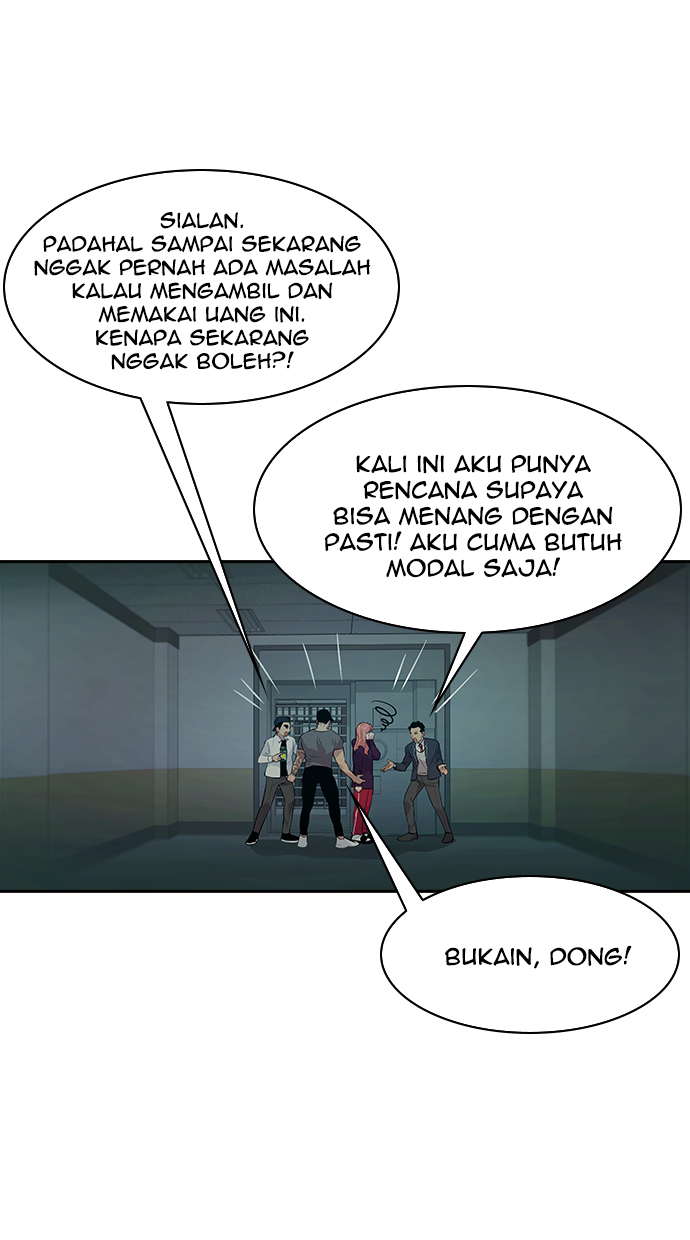 SIALAN.
PADAHAL SAMPAI SEKARANG
NGGAK PERNAH ADA MASALAH
KALAU MENGAMBIL DAN
MEMAKAI UANG INI.
KENAPA SEKARANG
NGGAK BOLEH?!
KALI INI AKU PUNYA
RENCANA SUPAYA
BISA MENANG DENGAN
PASTI! AKU CUMA BUTUH
MODAL SAJA!
BUKAIN, DONG!